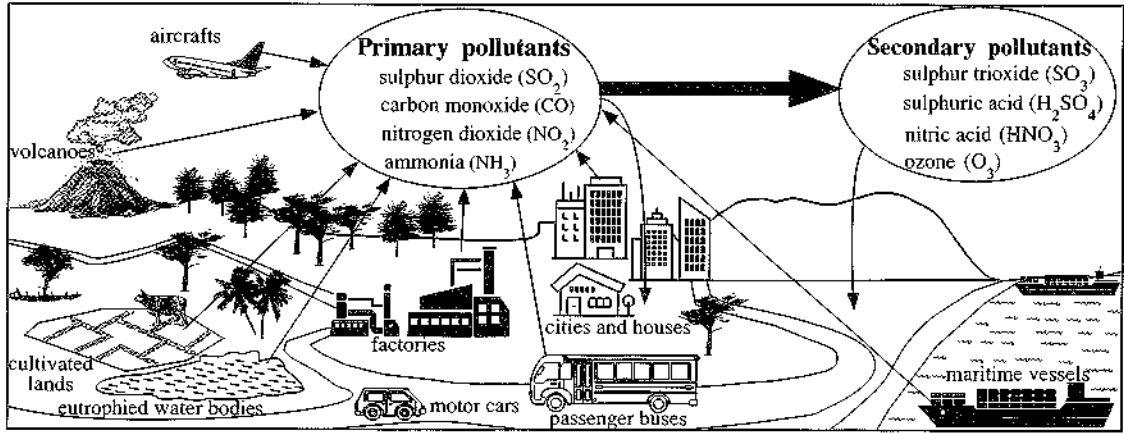 aircrafts
Primary pollutants
sulphur dioxide (SO₂)
carbon monoxide (CO)
nitrogen dioxide (NO₂)
ammonia (NH₃)
Secondary pollutants
sulphur trioxide (SO₃)
sulphuric acid (H₂SO₄)
nitric acid (HNO₃)
ozone (O₃)
volcanoes
cities and houses
factories
cultivated
lands
eutrophied water bodies
motor cars
passenger buses
maritime vessels